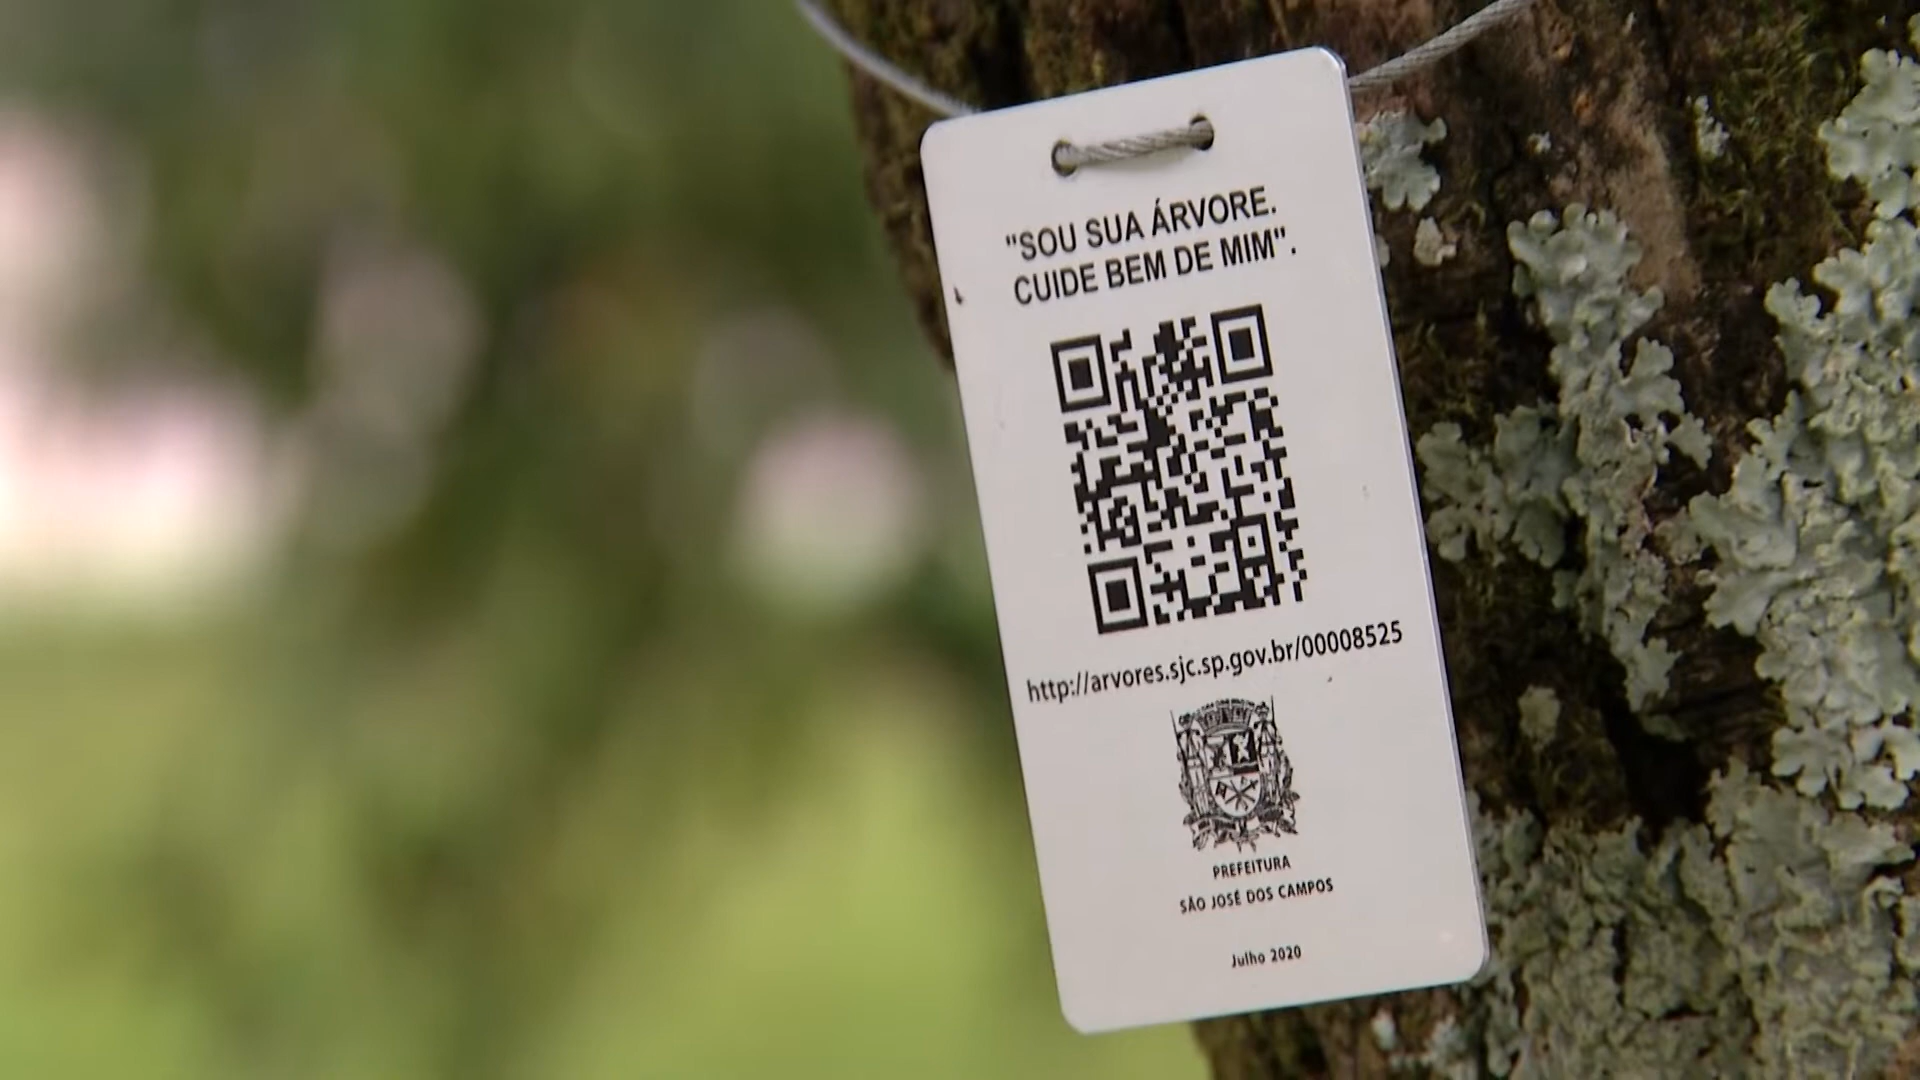 "SOU SUA ÁRVORE.
CUIDE BEM DE MIM".
http://arvores.sjc.sp.gov.br/00008525
PREFEITURA
SÃO JOSÉ DOS CAMPOS
Julho 2020